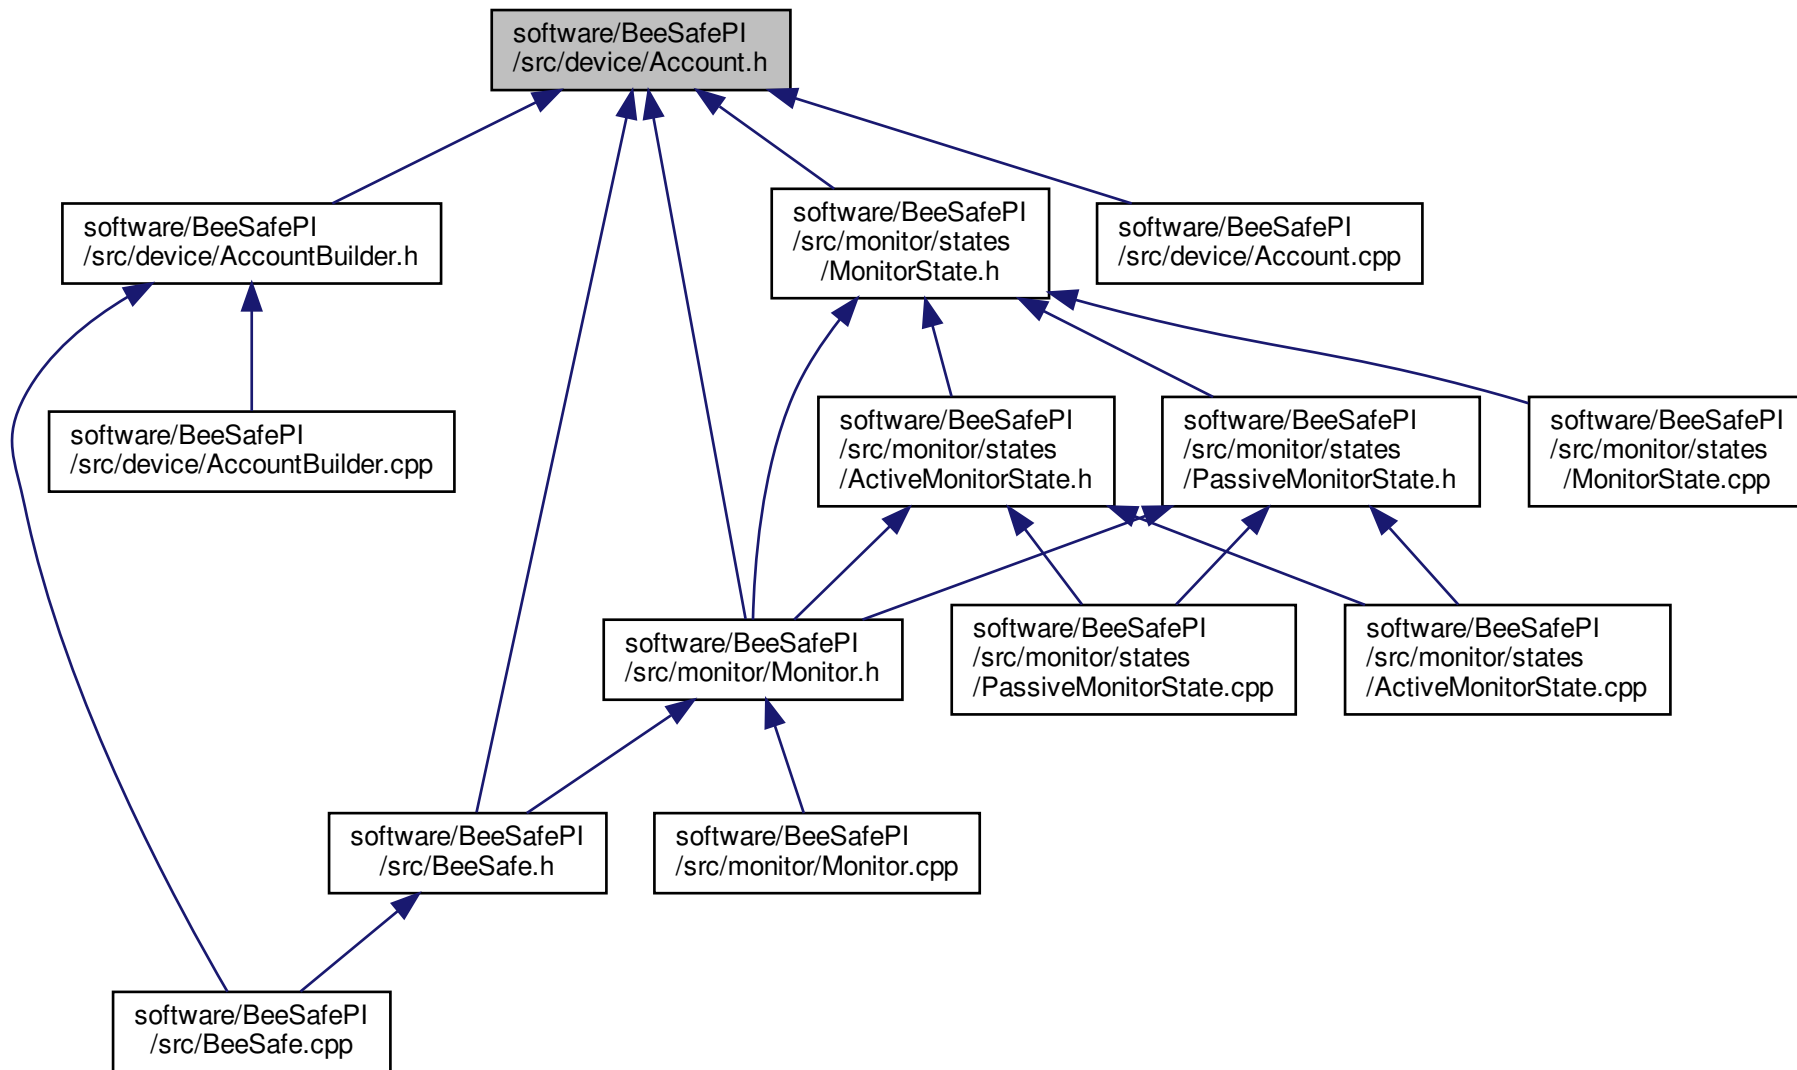 software/BeeSafePI
/src/device/Account.h
software/BeeSafePI
/src/device/AccountBuilder.h
software/BeeSafePI
/src/monitor/states
/MonitorState.h
software/BeeSafePI
/src/device/Account.cpp
software/BeeSafePI
/src/device/AccountBuilder.cpp
software/BeeSafePI
/src/monitor/states
/ActiveMonitorState.h
software/BeeSafePI
/src/monitor/states
/PassiveMonitorState.h
software/BeeSafePI
/src/monitor/states
/MonitorState.cpp
software/BeeSafePI
/src/monitor/Monitor.h
software/BeeSafePI
/src/monitor/states
/PassiveMonitorState.cpp
software/BeeSafePI
/src/monitor/states
/ActiveMonitorState.cpp
software/BeeSafePI
/src/BeeSafe.h
software/BeeSafePI
/src/monitor/Monitor.cpp
software/BeeSafePI
/src/BeeSafe.cpp